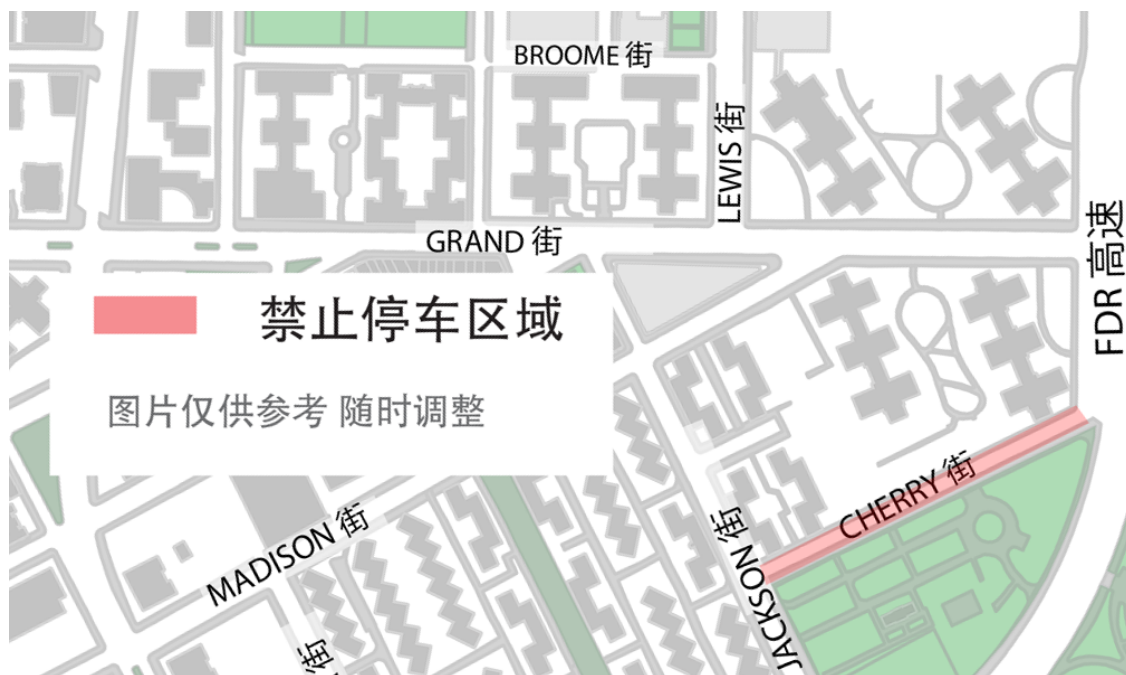 BROOME 街
LEWIS 街
GRAND 街
FDR 高速
禁止停车区域
图片仅供参考 随时调整
CHERRY 街
MADISON 街
JACKSON 街
街